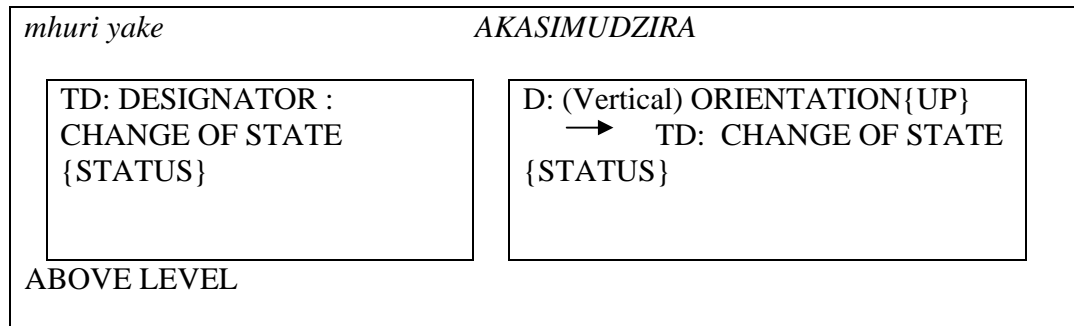 mhuri yake AKASIMUDZIRA
TD: DESIGNATOR :
CHANGE OF STATE
{STATUS}
D: (Vertical) ORIENTATION{UP}
→ TD: CHANGE OF STATE
{STATUS}
ABOVE LEVEL